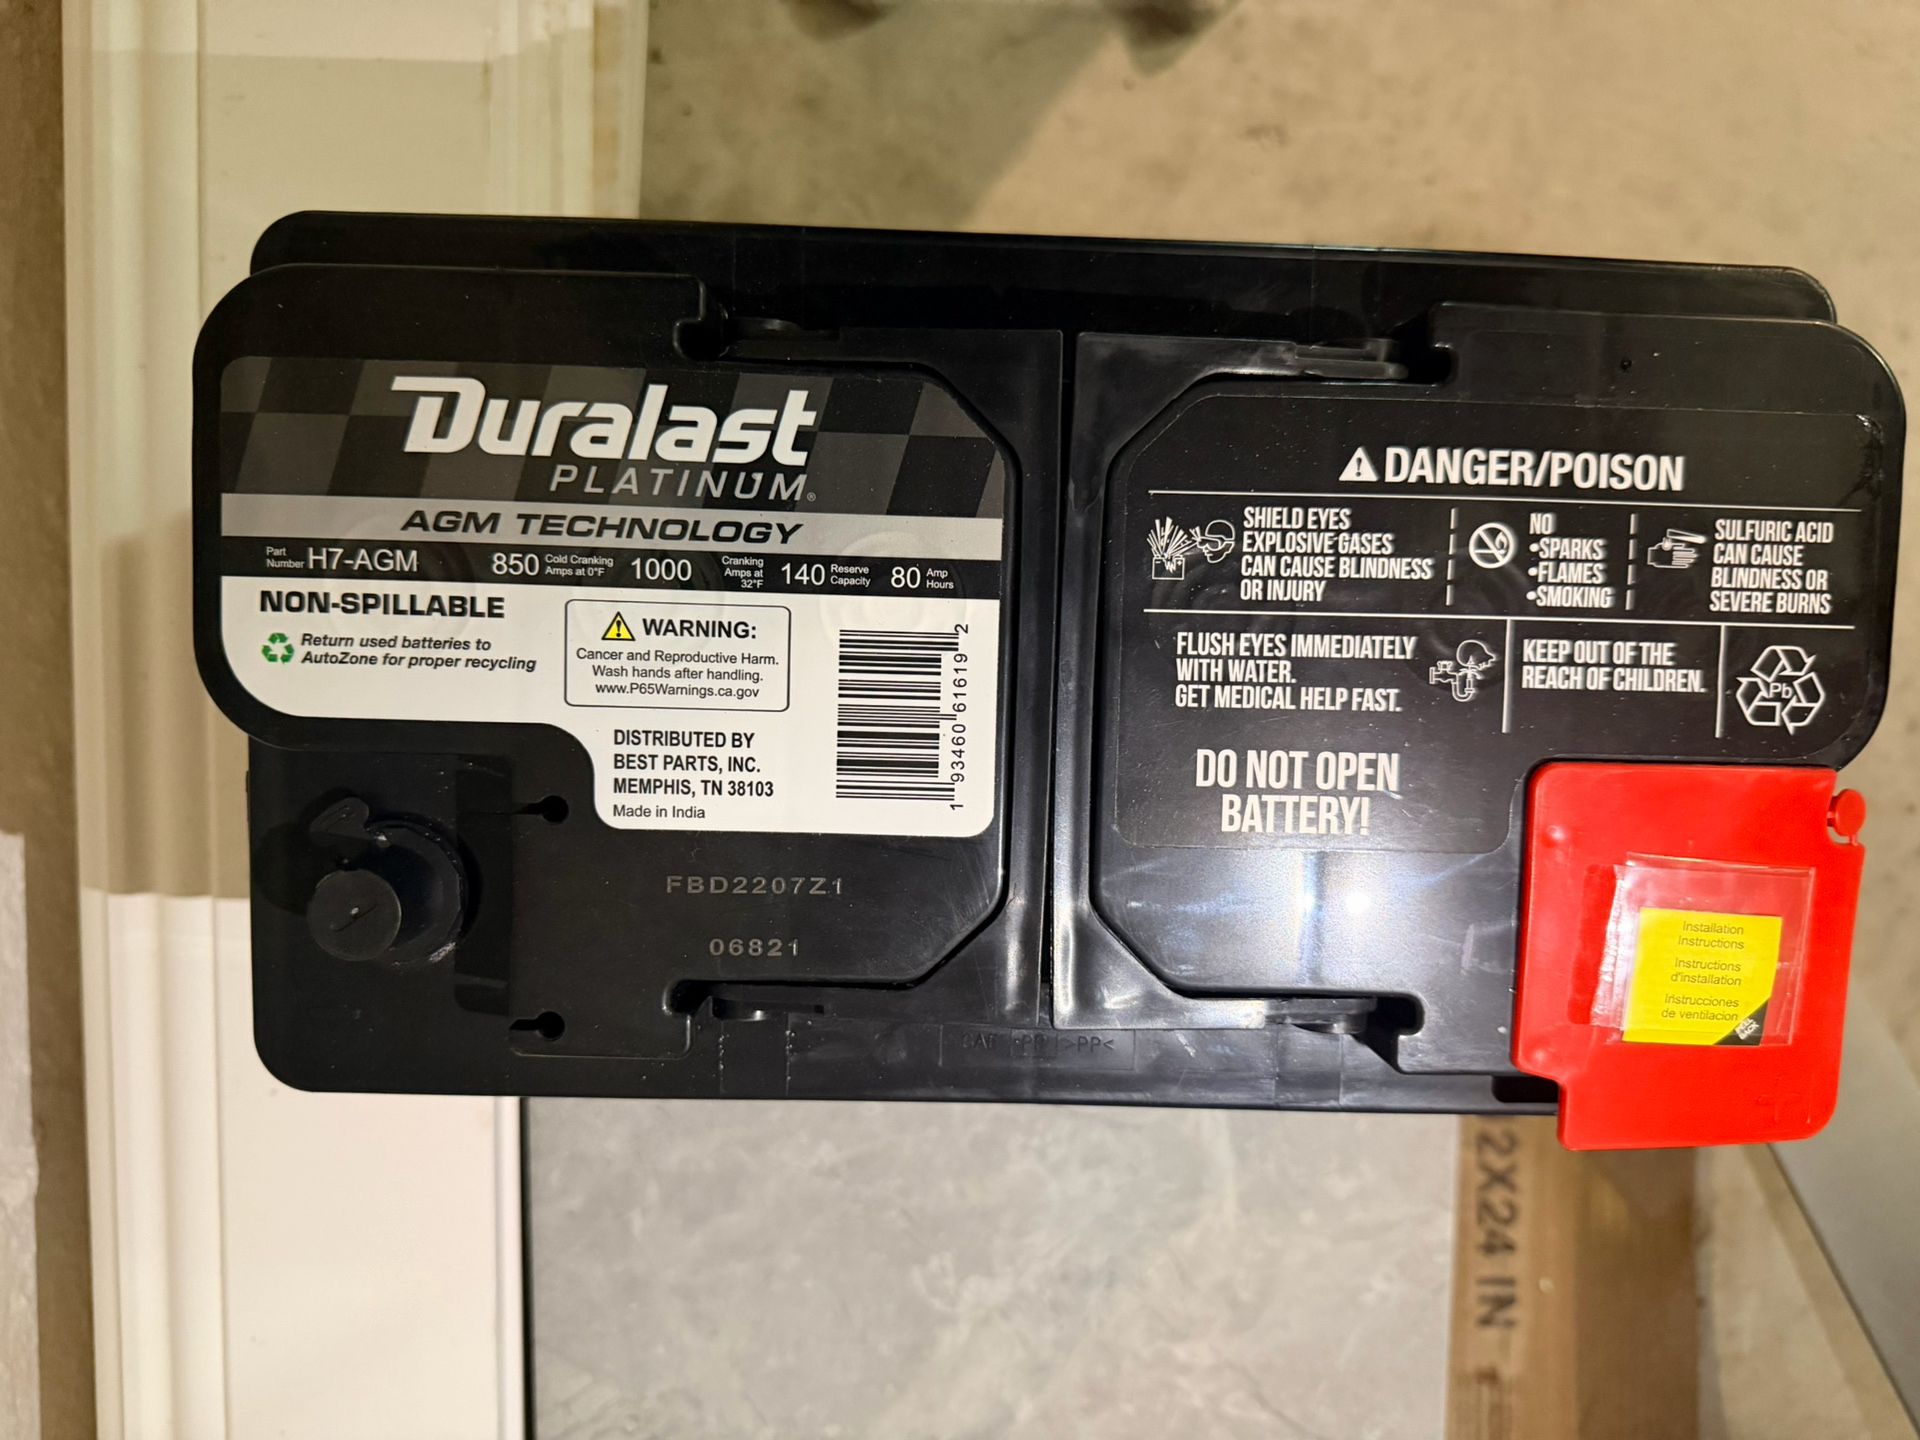 Duralast
PLATINUM®
AGM TECHNOLOGY
Part Number H7-AGM 850 Cold Cranking Amps at 0°F 1000 Cranking Amps at 32°F 140 Reserve Capacity 80 Amp Hours
NON-SPILLABLE
Return used batteries to
AutoZone for proper recycling
WARNING:
Cancer and Reproductive Harm.
Wash hands after handling.
www.P65Warnings.ca.gov
DISTRIBUTED BY
BEST PARTS, INC.
MEMPHIS, TN 38103
Made in India
1 93460 61619 2
FBD2207Z1
06821
DANGER/POISON
SHIELD EYES
EXPLOSIVE GASES
CAN CAUSE BLINDNESS
OR INJURY
NO
•SPARKS
•FLAMES
•SMOKING
SULFURIC ACID
CAN CAUSE
BLINDNESS OR
SEVERE BURNS
FLUSH EYES IMMEDIATELY
WITH WATER.
GET MEDICAL HELP FAST.
KEEP OUT OF THE
REACH OF CHILDREN.
Pb
DO NOT OPEN
BATTERY!
Installation
Instructions
Instructions
d'installation
Instrucciones
de ventilacion
>PP<
2X24 IN